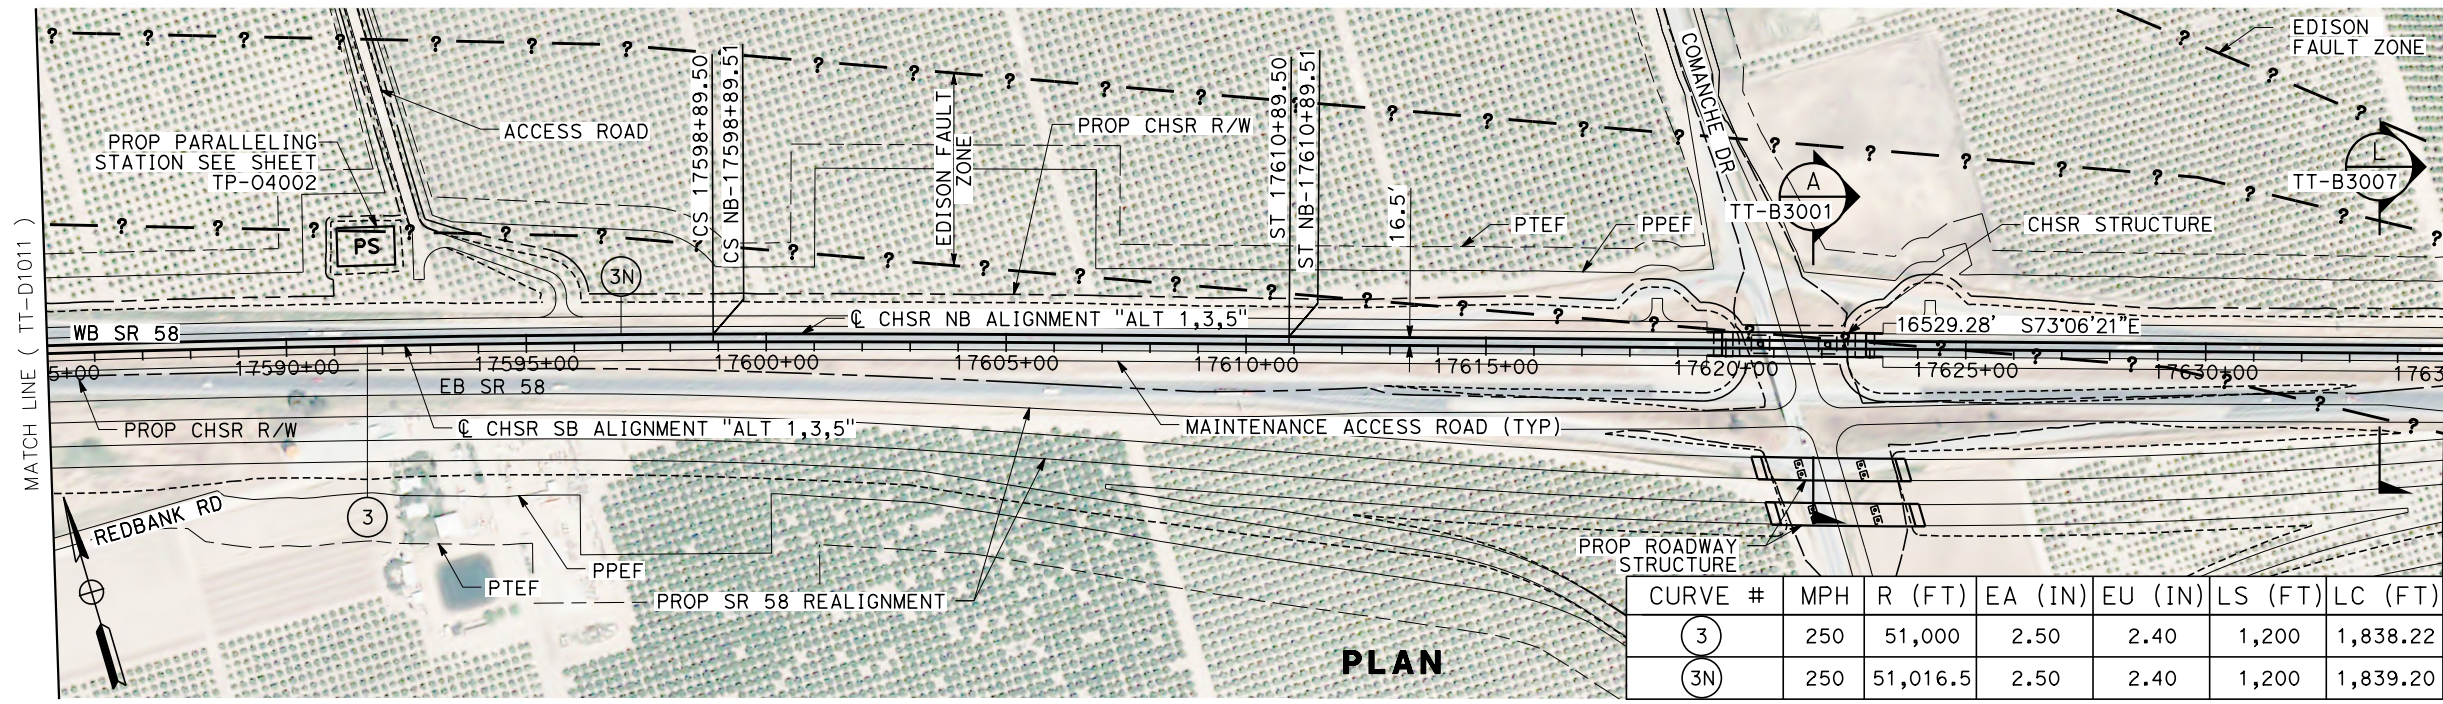 EDISON
FAULT ZONE
COMANCHE DR
CS 17598+89.50
CS NB-17598+89.51
ST 17610+89.50
ST NB-17610+89.51
EDISON FAULT
ZONE
ACCESS ROAD
PROP CHSR R/W
PROP PARALLELING
STATION SEE SHEET
TP-04002
PS
3N
16.5'
PTEF
PPEF
A
TT-B3001
L
TT-B3007
CHSR STRUCTURE
MATCH LINE ( TT-D1011 )
WB SR 58
℄ CHSR NB ALIGNMENT "ALT 1,3,5"
16529.28' S73°06'21"E
5+00
17590+00
17595+00
17600+00
17605+00
17610+00
17615+00
17620+00
17625+00
17630+00
1763
EB SR 58
PROP CHSR R/W
℄ CHSR SB ALIGNMENT "ALT 1,3,5"
MAINTENANCE ACCESS ROAD (TYP)
REDBANK RD
3
PTEF
PPEF
PROP SR 58 REALIGNMENT
PROP ROADWAY
STRUCTURE
PLAN
CURVE # MPH R (FT) EA (IN) EU (IN) LS (FT) LC (FT)
3 250 51,000 2.50 2.40 1,200 1,838.22
3N 250 51,016.5 2.50 2.40 1,200 1,839.20